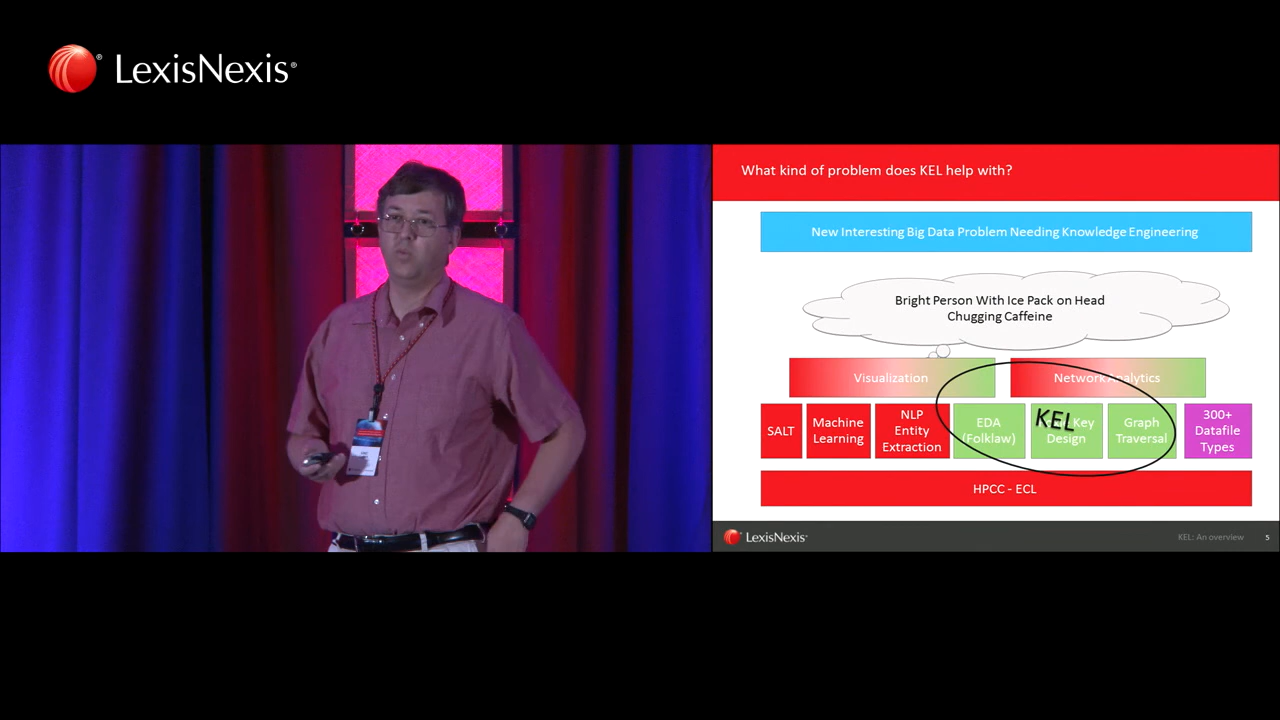 LexisNexis®
What kind of problem does KEL help with?
New Interesting Big Data Problem Needing Knowledge Engineering
Bright Person With Ice Pack on Head
Chugging Caffeine
Visualization
Network Analytics
SALT
Machine
Learning
NLP
Entity
Extraction
EDA
(Folklaw)
KEL
Key
Design
Graph
Traversal
300+
Datafile
Types
HPCC - ECL
LexisNexis®
KEL: An overview
5